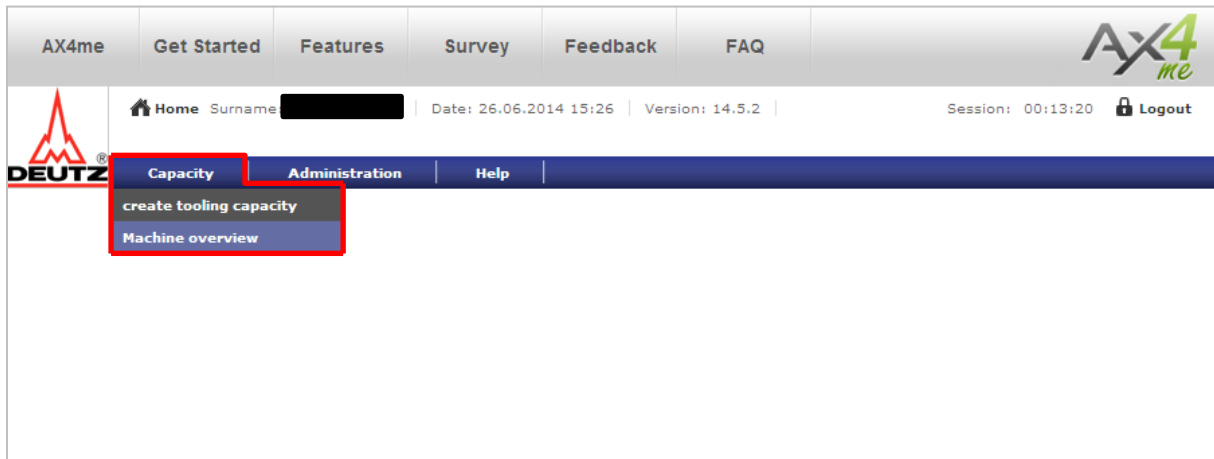 AX4me Get Started Features Survey Feedback FAQ Ax4 me
Home Surname: Date: 26.06.2014 15:26 Version: 14.5.2 Session: 00:13:20 Logout
DEUTZ ®
Capacity Administration Help
create tooling capacity
Machine overview